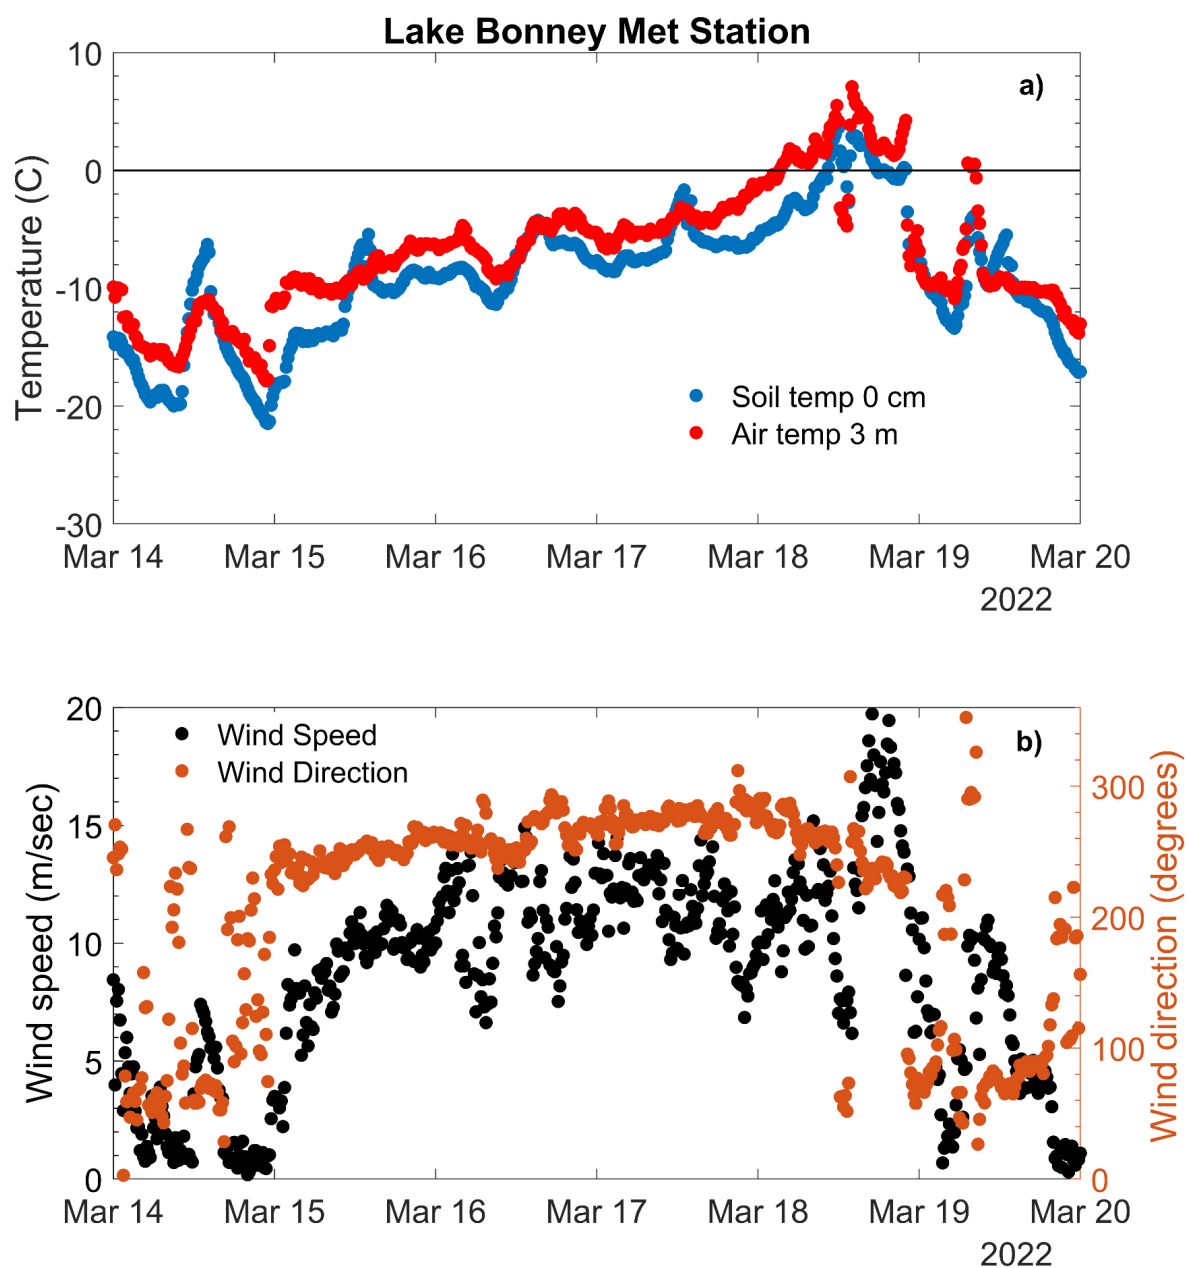 Lake Bonney Met Station
a)
Temperature (C)
10
0
-10
-20
-30
Soil temp 0 cm
Air temp 3 m
Mar 14 Mar 15 Mar 16 Mar 17 Mar 18 Mar 19 Mar 20
2022
b)
Wind speed (m/sec)
20
15
10
5
0
Wind Speed
Wind Direction
300
200
100
0
Wind direction (degrees)
Mar 14 Mar 15 Mar 16 Mar 17 Mar 18 Mar 19 Mar 20
2022